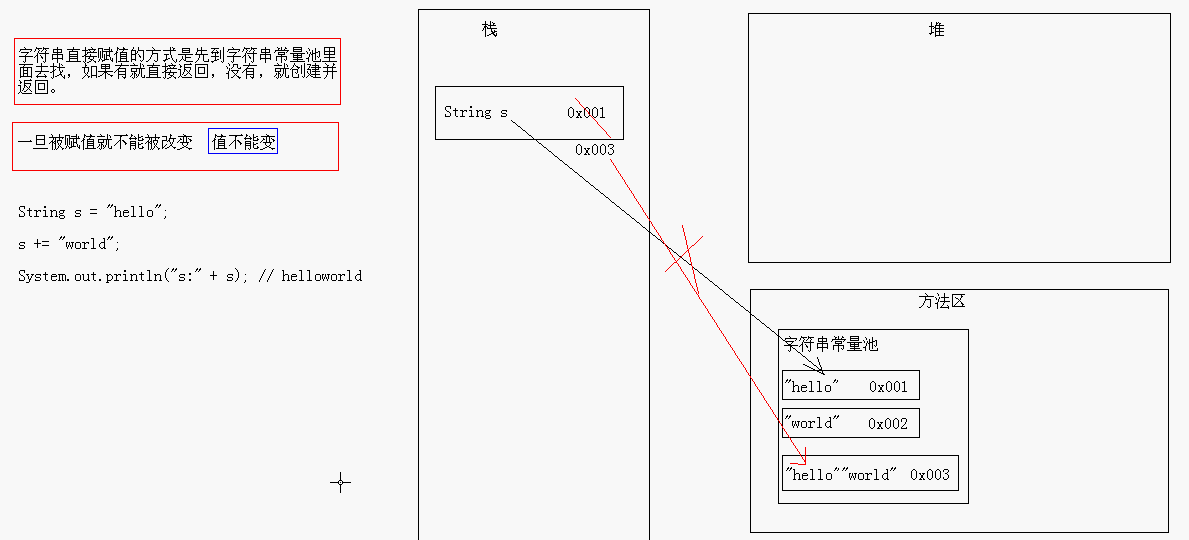 字符串直接赋值的方式是先到字符串常量池里
面去找，如果有就直接返回，没有，就创建并
返回。
一旦被赋值就不能被改变 值不能变
String s = "hello";
s += "world";
System.out.println("s:" + s); // helloworld
栈
String s 0x001
0x003
堆
方法区
字符串常量池
"hello" 0x001
"world" 0x002
"hello""world" 0x003